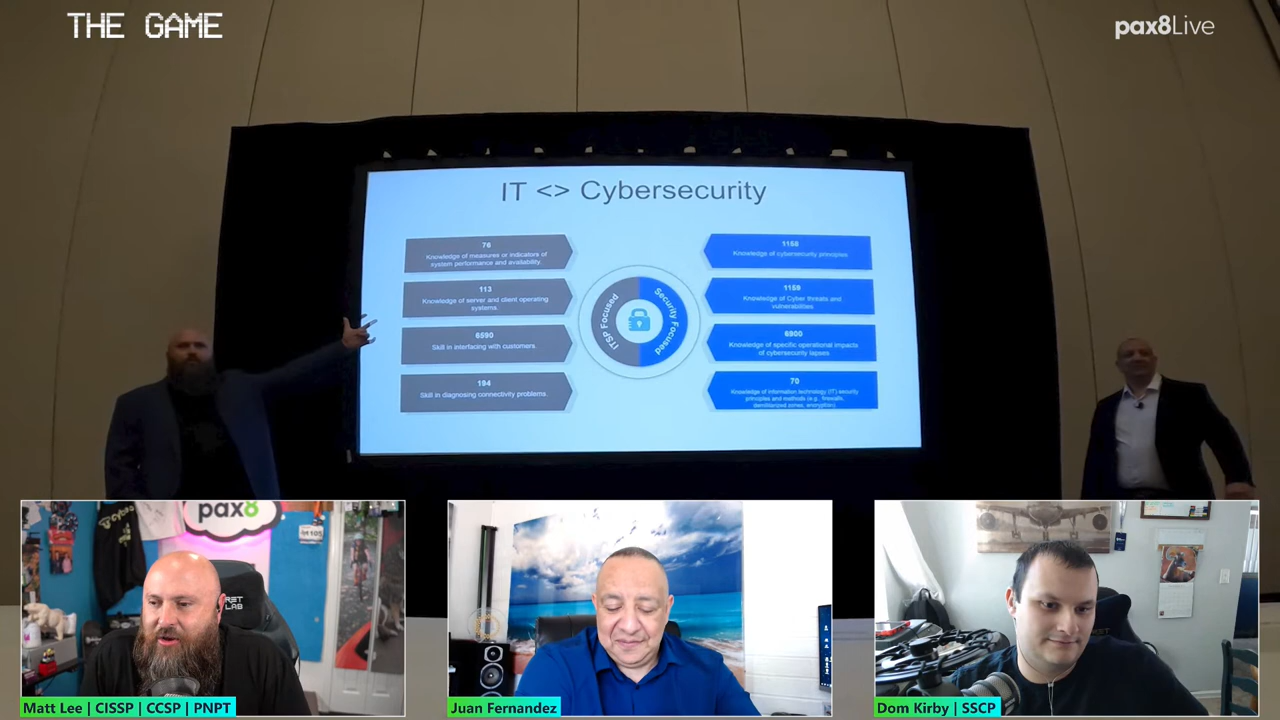 THE GAME
pax8Live
IT <> Cybersecurity
76
Knowledge of measures or indicators of
system performance and availability.
113
Knowledge of server and client operating
systems.
6590
Skill in interfacing with customers.
194
Skill in diagnosing connectivity problems.
ITSP Focused
Security Focused
1158
Knowledge of cybersecurity principles
1159
Knowledge of Cyber threats and
vulnerabilities
6900
Knowledge of specific operational impacts
of cybersecurity lapses
70
Knowledge of information technology (IT) security
principles and methods (e.g., firewalls,
demilitarized zones, encryption)
pax8
LAB
Matt Lee | CISSP | CCSP | PNPT
Juan Fernandez
Dom Kirby | SSCP